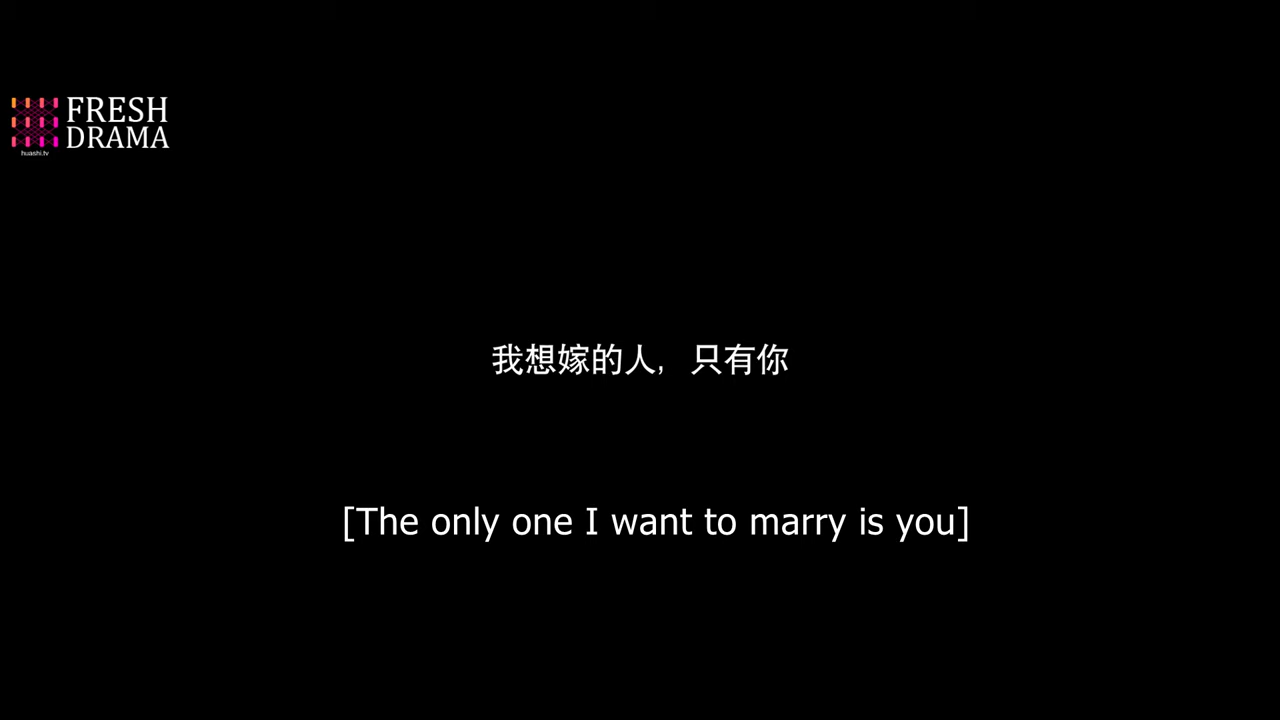 FRESH
DRAMA
huashi.tv
我想嫁的人，只有你
[The only one I want to marry is you]